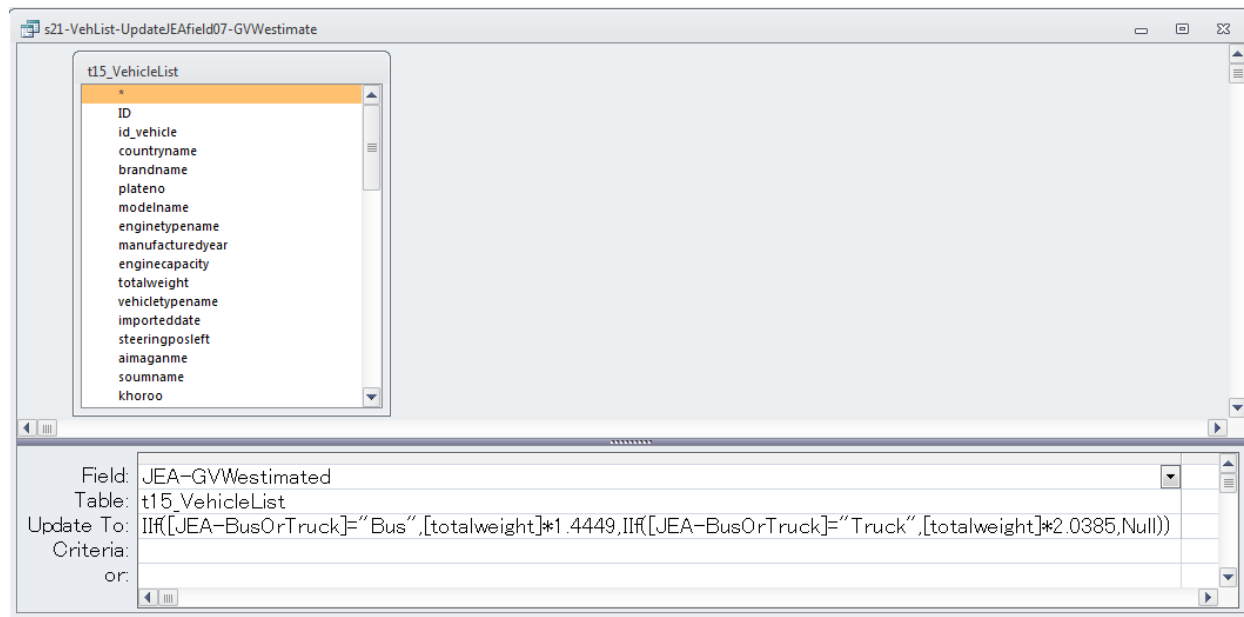 s21-VehList-UpdateJEAfield07-GVWestimate
t15_VehicleList
*
ID
id_vehicle
countryname
brandname
plateno
modelname
enginetypename
manufacturedyear
enginecapacity
totalweight
vehicletypename
importeddate
steeringposleft
aimaganme
soumname
khoroo
Field: JEA-GVWestimated
Table: t15_VehicleList
Update To: IIf([JEA-BusOrTruck]="Bus",[totalweight]*1.4449,IIf([JEA-BusOrTruck]="Truck",[totalweight]*2.0385,Null))
Criteria:
or: